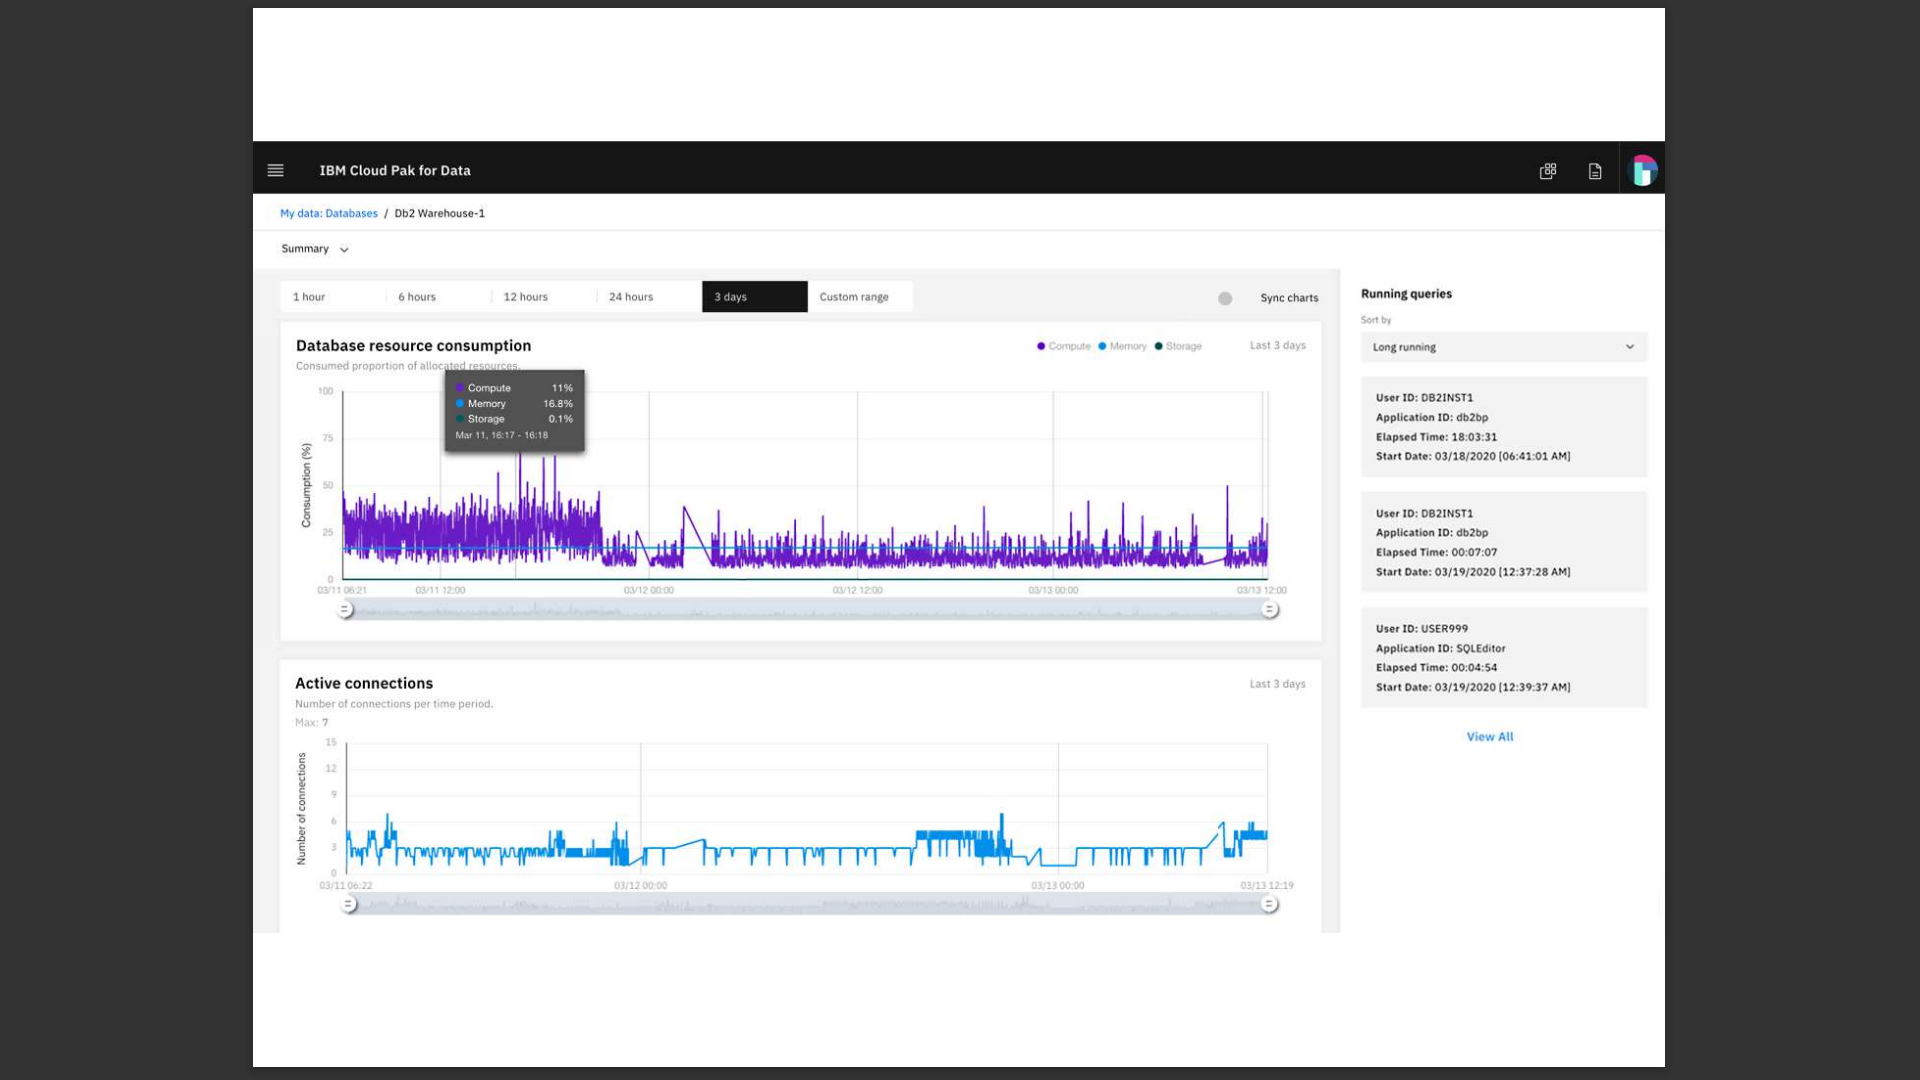 IBM Cloud Pak for Data
My data: Databases / Db2 Warehouse-1
Summary
1 hour
6 hours
12 hours
24 hours
3 days
Custom range
Sync charts
Database resource consumption
Compute
Memory
Storage
Last 3 days
Consumed proportion of allocated resources.
Compute 11%
Memory 16.8%
Storage 0.1%
Mar 11, 16:17 - 16:18
Consumption (%)
100
75
50
25
0
03/11 06:21
03/11 12:00
03/12 00:00
03/12 12:00
03/13 00:00
03/13 12:00
Active connections
Last 3 days
Number of connections per time period.
Max: 7
Number of connections
15
12
9
6
3
0
03/11 06:22
03/12 00:00
03/13 00:00
03/13 12:19
Running queries
Sort by
Long running
User ID: DB2INST1
Application ID: db2bp
Elapsed Time: 18:03:31
Start Date: 03/18/2020 [06:41:01 AM]
User ID: DB2INST1
Application ID: db2bp
Elapsed Time: 00:07:07
Start Date: 03/19/2020 [12:37:28 AM]
User ID: USER999
Application ID: SQLEditor
Elapsed Time: 00:04:54
Start Date: 03/19/2020 [12:39:37 AM]
View All